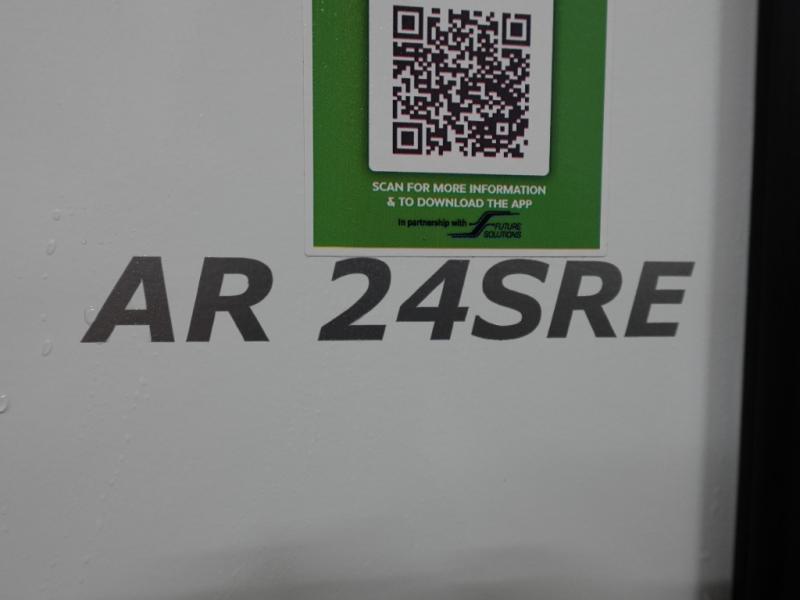 SCAN FOR MORE INFORMATION
& TO DOWNLOAD THE APP
In partnership with FUTURE
SOLUTIONS
AR 24SRE